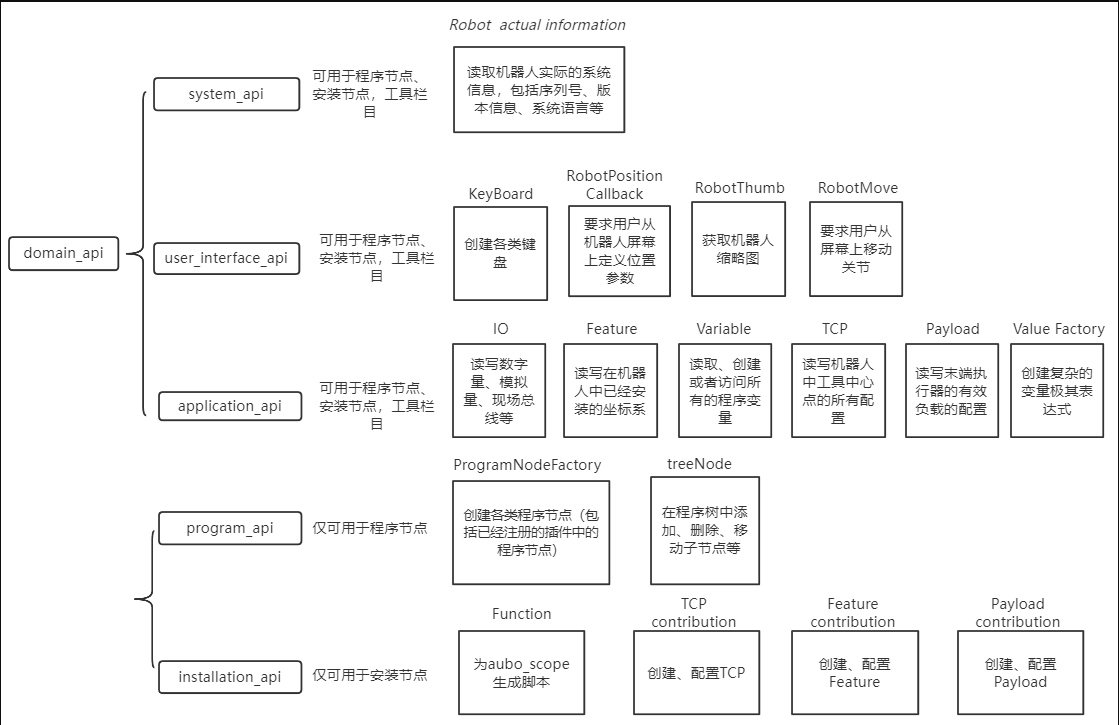 Robot actual information
system_api
可用于程序节点、
安装节点，工具栏
目
读取机器人实际的系统
信息，包括序列号、版
本信息、系统语言等
domain_api
user_interface_api
可用于程序节点、
安装节点，工具栏
目
KeyBoard
创建各类键
盘
RobotPosition
Callback
要求用户从
机器人屏幕
上定义位置
参数
RobotThumb
获取机器人
缩略图
RobotMove
要求用户从
屏幕上移动
关节
application_api
可用于程序节点、
安装节点，工具栏
目
IO
读写数字
量、模拟
量、现场总
线等
Feature
读写在机器
人中已经安
装的坐标系
Variable
读取、创建
或者访问所
有的程序变
量
TCP
读写机器人
中工具中心
点的所有配
置
Payload
读写末端执
行器的有效
负载的配置
Value Factory
创建复杂的
变量极其表
达式
program_api
仅可用于程序节点
ProgramNodeFactory
创建各类程序节点（包
括已经注册的插件中的
程序节点）
treeNode
在程序树中添
加、删除、移
动子节点等
installation_api
仅可用于安装节点
Function
为aubo_scope
生成脚本
TCP
contribution
创建、配置TCP
Feature
contribution
创建、配置
Feature
Payload
contribution
创建、配置
Payload